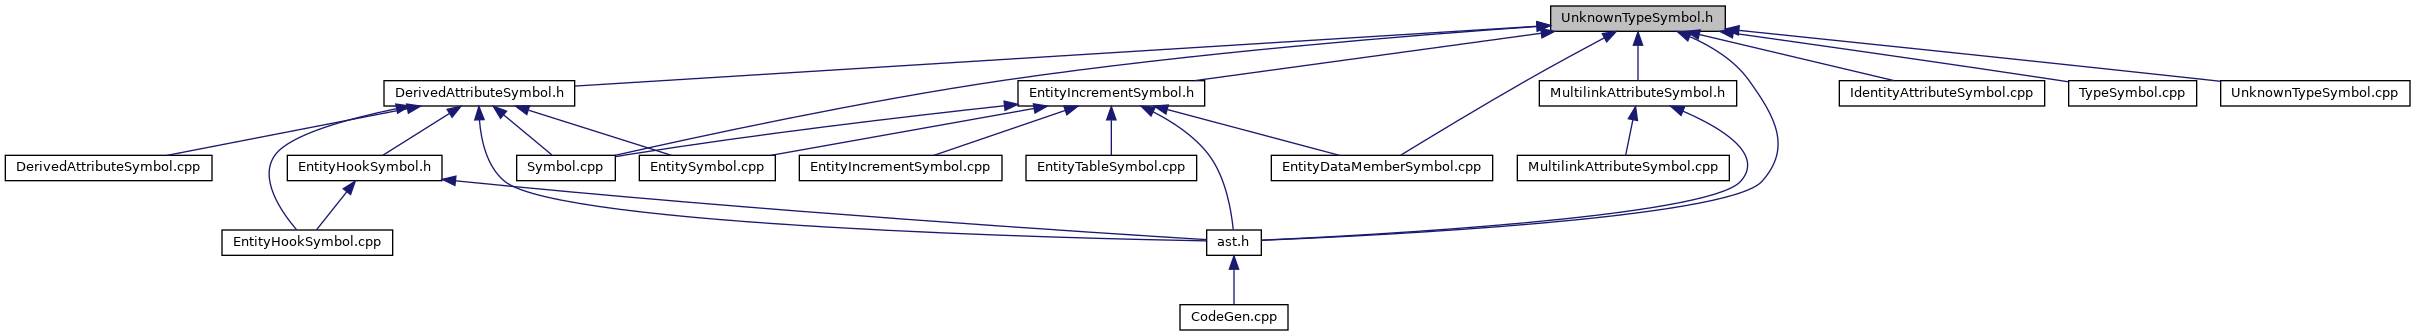 UnknownTypeSymbol.h
DerivedAttributeSymbol.h
EntityIncrementSymbol.h
MultilinkAttributeSymbol.h
IdentityAttributeSymbol.cpp
TypeSymbol.cpp
UnknownTypeSymbol.cpp
DerivedAttributeSymbol.cpp
EntityHookSymbol.h
Symbol.cpp
EntitySymbol.cpp
EntityIncrementSymbol.cpp
EntityTableSymbol.cpp
EntityDataMemberSymbol.cpp
MultilinkAttributeSymbol.cpp
EntityHookSymbol.cpp
ast.h
CodeGen.cpp